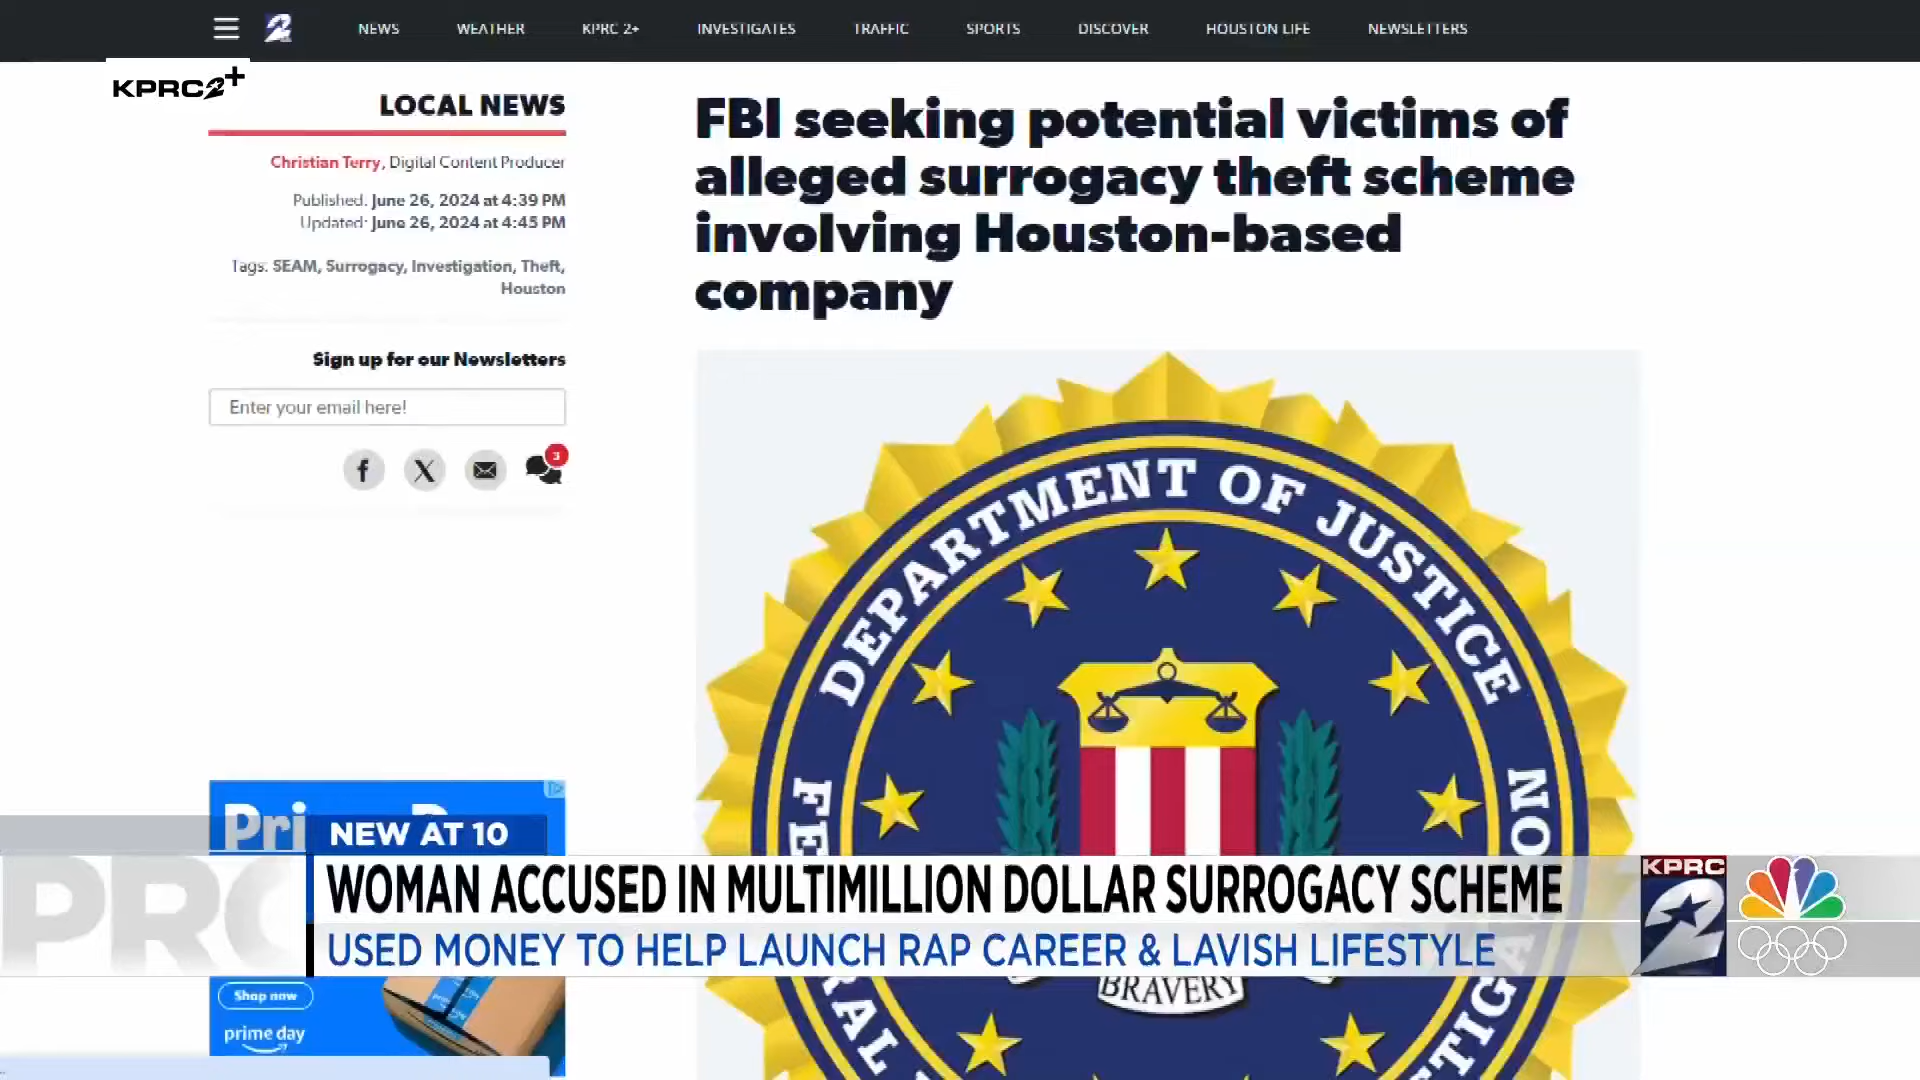 NEWS WEATHER KPRC 2+ INVESTIGATES TRAFFIC SPORTS DISCOVER HOUSTON LIFE NEWSLETTERS
KPRC2+
LOCAL NEWS
Christian Terry, Digital Content Producer
Published: June 26, 2024 at 4:39 PM
Updated: June 26, 2024 at 4:45 PM
Tags: SEAM, Surrogacy, Investigation, Theft,
Houston
Sign up for our Newsletters
Enter your email here!
3
FBI seeking potential victims of
alleged surrogacy theft scheme
involving Houston-based
company
DEPARTMENT OF JUSTICE
BRAVERY
Pri
NEW AT 10
WOMAN ACCUSED IN MULTIMILLION DOLLAR SURROGACY SCHEME
USED MONEY TO HELP LAUNCH RAP CAREER & LAVISH LIFESTYLE
KPRC
2
Shop now
prime day